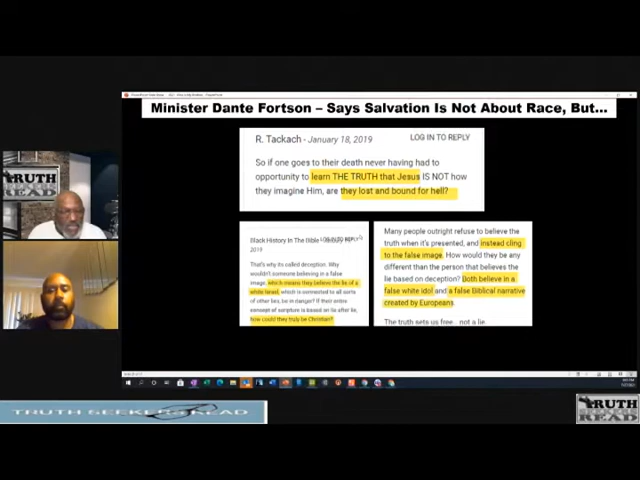 Minister Dante Fortson – Says Salvation Is Not About Race, But...
R. Tackach - January 18, 2019
LOG IN TO REPLY
So if one goes to their death never having had to
opportunity to learn THE TRUTH that Jesus IS NOT how
they imagine Him, are they lost and bound for hell?
Black History In The Bible
LOG IN TO REPLY
2019
That's why its called deception. Why
wouldn't someone believing in a false
image, which means they believe the lie of a
white Israel, which is connected to all sorts
of other lies, be in danger? If their entire
concept of scripture is based on lie after lie,
how could they truly be Christian?
Many people outright refuse to believe the
truth when it's presented, and instead cling
to the false image. How would they be any
different than the person that believes the
lie based on deception? Both believe in a
false white idol and a false Biblical narrative
created by Europeans.
The truth sets us free... not a lie
TRUTH
READ
TRUTH SEEKERS READ
TRUTH
READ